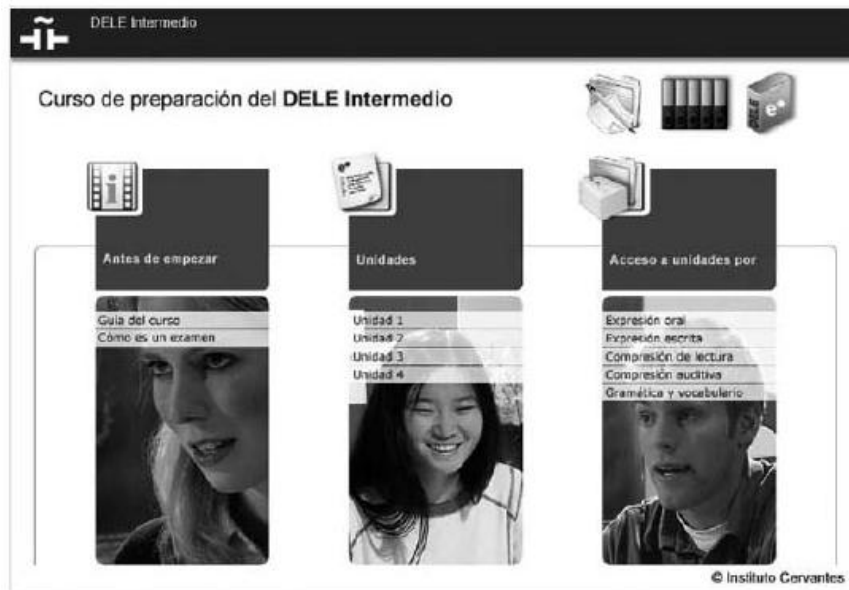 DELE Intermedio
Curso de preparación del DELE Intermedio
Antes de empezar
Guía del curso
Cómo es un examen
Unidades
Unidad 1
Unidad 2
Unidad 3
Unidad 4
Acceso a unidades por
Expresión oral
Expresión escrita
Compresión de lectura
Compresión auditiva
Gramática y vocabulario
© Instituto Cervantes